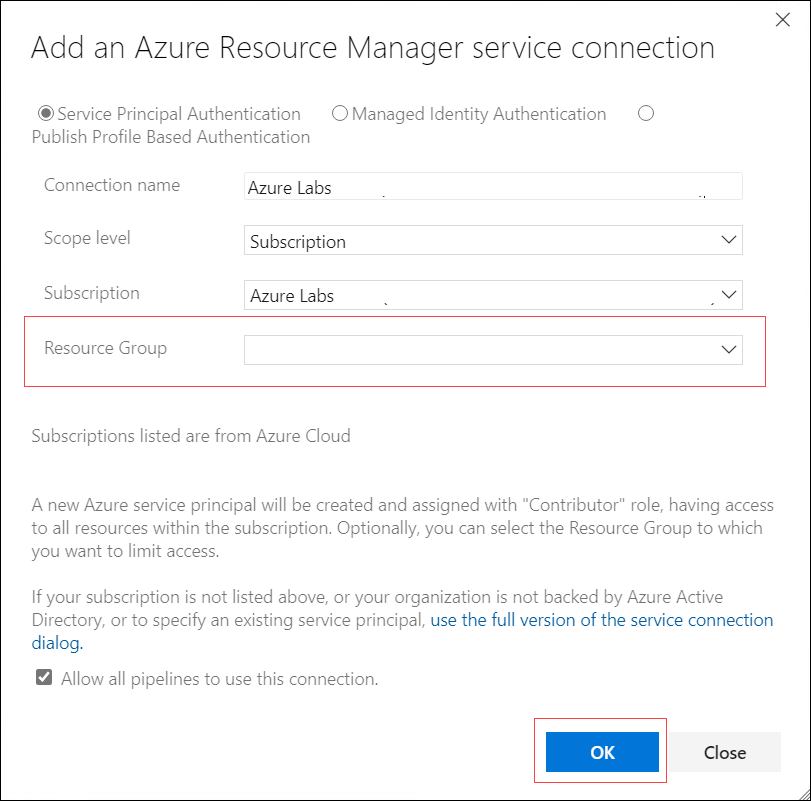 Add an Azure Resource Manager service connection
Service Principal Authentication Managed Identity Authentication
Publish Profile Based Authentication
Connection name Azure Labs
Scope level Subscription
Subscription Azure Labs
Resource Group
Subscriptions listed are from Azure Cloud
A new Azure service principal will be created and assigned with "Contributor" role, having access
to all resources within the subscription. Optionally, you can select the Resource Group to which
you want to limit access.
If your subscription is not listed above, or your organization is not backed by Azure Active
Directory, or to specify an existing service principal, use the full version of the service connection
dialog.
Allow all pipelines to use this connection.
OK Close